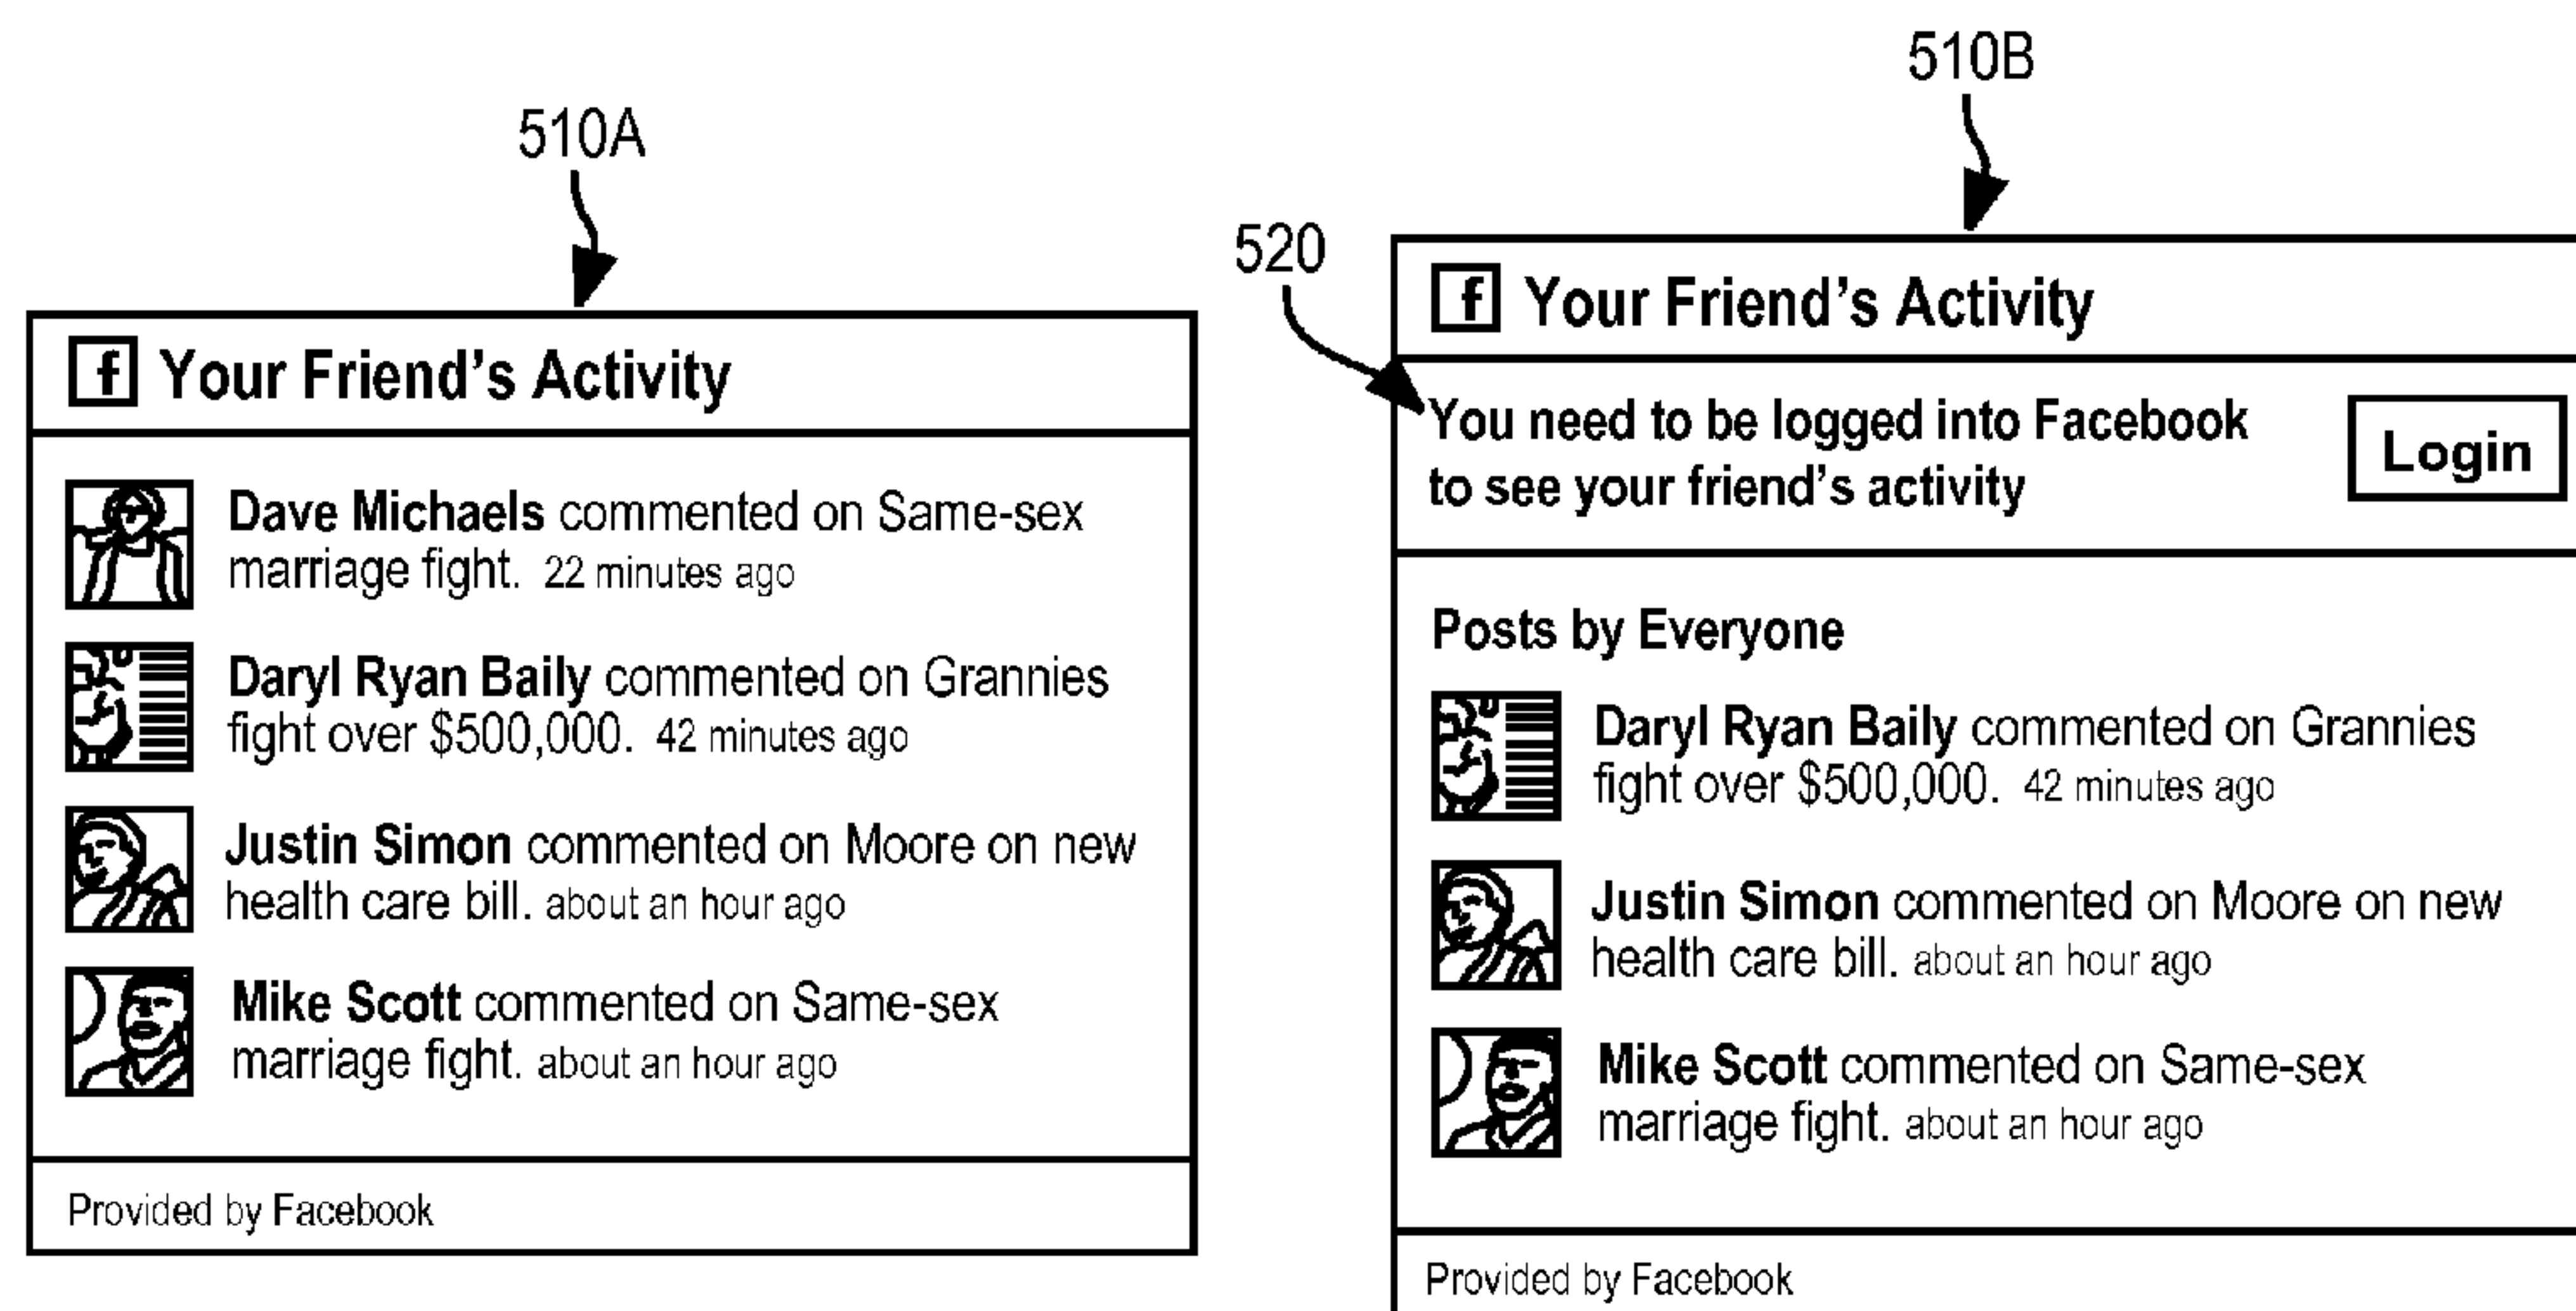 510A
f Your Friend's Activity
Dave Michaels commented on Same-sex
marriage fight. 22 minutes ago
Daryl Ryan Baily commented on Grannies
fight over $500,000. 42 minutes ago
Justin Simon commented on Moore on new
health care bill. about an hour ago
Mike Scott commented on Same-sex
marriage fight. about an hour ago
Provided by Facebook
510B
520
f Your Friend's Activity
You need to be logged into Facebook
to see your friend's activity
Login
Posts by Everyone
Daryl Ryan Baily commented on Grannies
fight over $500,000. 42 minutes ago
Justin Simon commented on Moore on new
health care bill. about an hour ago
Mike Scott commented on Same-sex
marriage fight. about an hour ago
Provided by Facebook